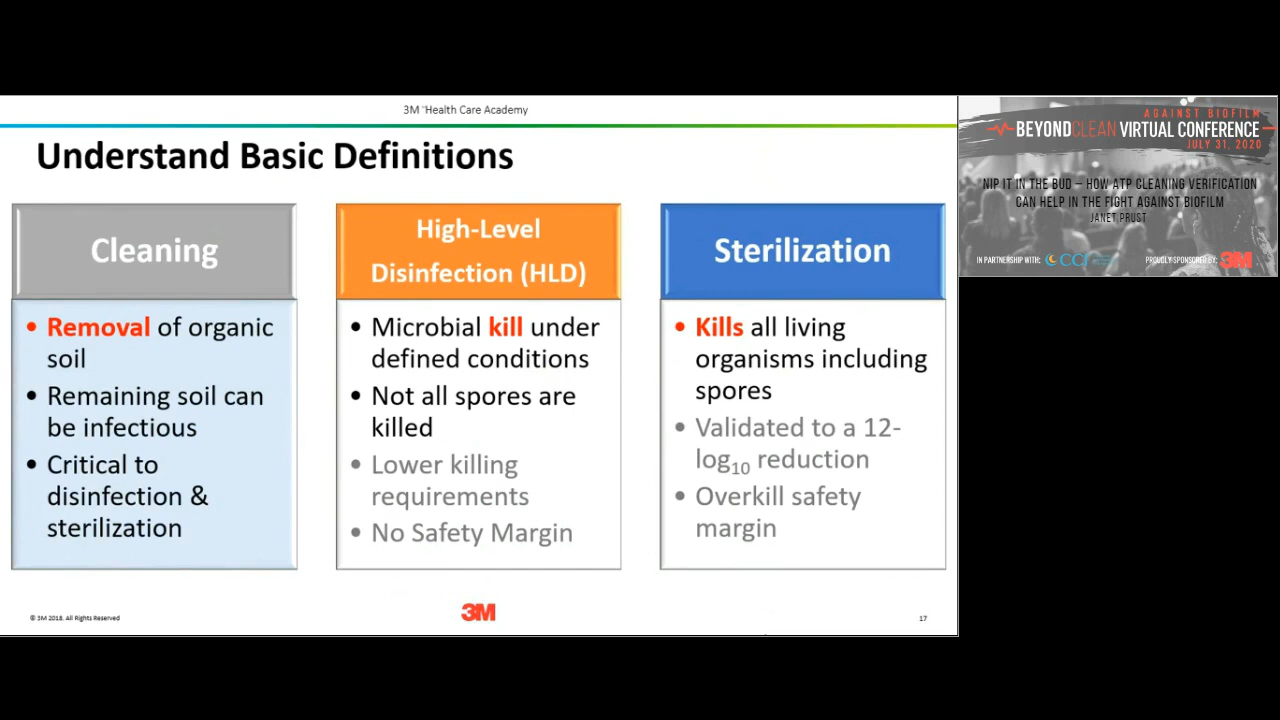 3M ™Health Care Academy
Understand Basic Definitions
Cleaning
• Removal of organic
soil
• Remaining soil can
be infectious
• Critical to
disinfection &
sterilization
High-Level
Disinfection (HLD)
• Microbial kill under
defined conditions
• Not all spores are
killed
• Lower killing
requirements
• No Safety Margin
Sterilization
• Kills all living
organisms including
spores
• Validated to a 12-
log10 reduction
• Overkill safety
margin
© 3M 2018. All Rights Reserved
3M
17
AGAINST BIOFILM
BEYONDCLEAN VIRTUAL CONFERENCE
JULY 31, 2020
"NIP IT IN THE BUD – HOW ATP CLEANING VERIFICATION
CAN HELP IN THE FIGHT AGAINST BIOFILM
JANET PRUST
IN PARTNERSHIP WITH: cca
PROUDLY SPONSORED BY: 3M